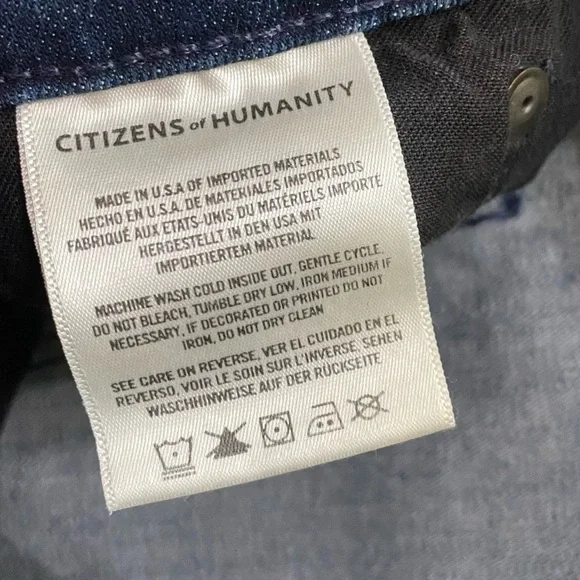 CITIZENS of HUMANITY
MADE IN U.S.A OF IMPORTED MATERIALS
HECHO EN U.S.A. DE MATERIALES IMPORTADOS
FABRIQUÉ AUX ETATS-UNIS DU MATÉRIELS IMPORTE
HERGESTELLT IN DEN USA MIT
IMPORTIERTEM MATERIAL
MACHINE WASH COLD INSIDE OUT, GENTLE CYCLE.
DO NOT BLEACH, TUMBLE DRY LOW, IRON MEDIUM IF
NECESSARY, IF DECORATED OR PRINTED DO NOT
IRON, DO NOT DRY CLEAN
SEE CARE ON REVERSE, VER EL CUIDADO EN EL
REVERSO, VOIR LE SOIN SUR L'INVERSE, SEHEN
WASCHHINWEISE AUF DER RÜCKSEITE